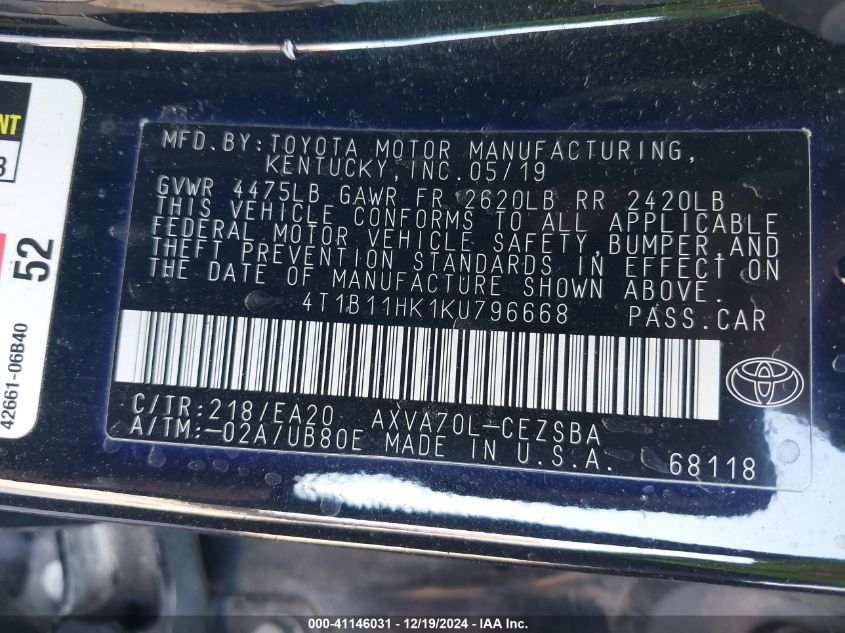 MFD.BY:TOYOTA MOTOR MANUFACTURING,
KENTUCKY, INC.05/19
GVWR 4475LB GAWR FR 2620LB RR 2420LB
THIS VEHICLE CONFORMS TO ALL APPLICABLE
FEDERAL MOTOR VEHICLE SAFETY,BUMPER,AND
THEFT PREVENTION STANDARDS IN EFFECT ON
THE DATE OF MANUFACTURE SHOWN ABOVE.
4T1B11HK1KU796668 PASS.CAR
C/TR:218/EA20 AXVA70L-CEZSBA
A/TM:-02A/UB80E MADE IN U.S.A. 68118
52
42661-06B40
000-41146031 - 12/19/2024 - IAA Inc.